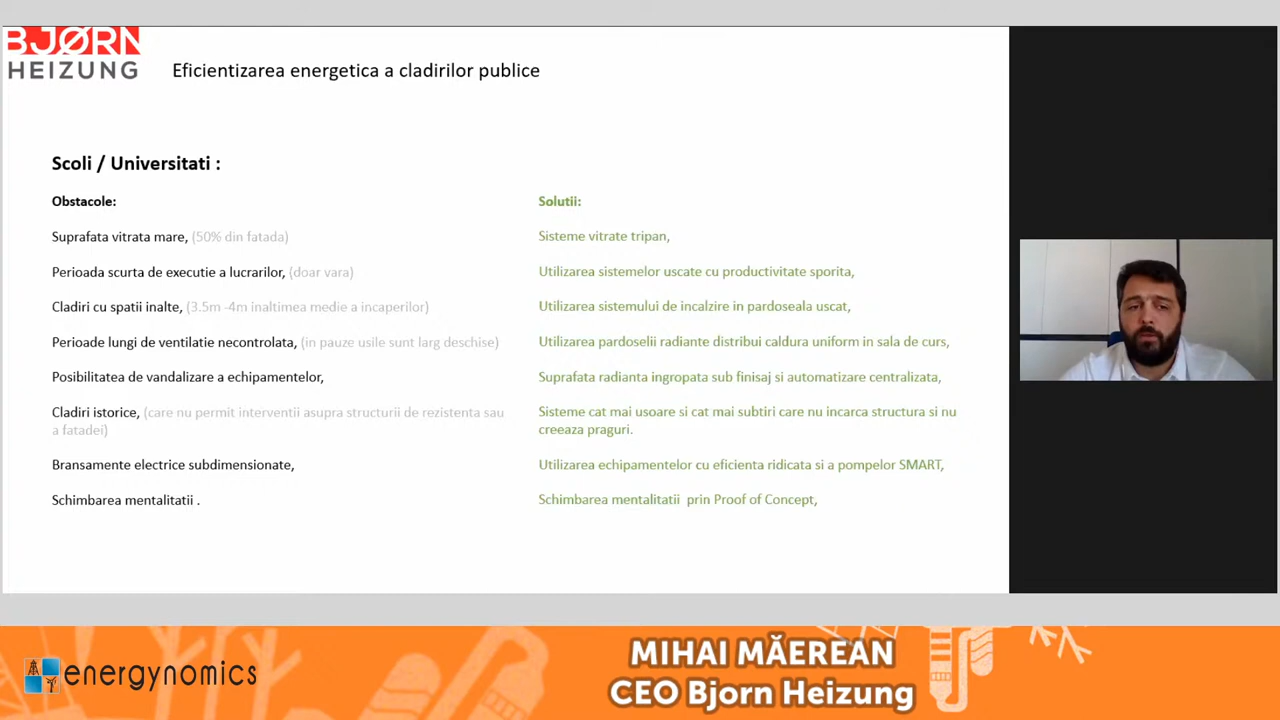 BJØRN
HEIZUNG
Eficientizarea energetica a cladirilor publice
Scoli / Universitati :
Obstacole:
Suprafata vitrata mare, (50% din fatada)
Perioada scurta de executie a lucrarilor, (doar vara)
Cladiri cu spatii inalte, (3.5m -4m inaltimea medie a incaperilor)
Perioade lungi de ventilatie necontrolata, (in pauze usile sunt larg deschise)
Posibilitatea de vandalizare a echipamentelor,
Cladiri istorice, (care nu permit interventii asupra structurii de rezistenta sau
a fatadei)
Bransamente electrice subdimensionate,
Schimbarea mentalitatii .
Solutii:
Sisteme vitrate tripan,
Utilizarea sistemelor uscate cu productivitate sporita,
Utilizarea sistemului de incalzire in pardoseala uscat,
Utilizarea pardoselii radiante distribui caldura uniform in sala de curs,
Suprafata radianta ingropata sub finisaj si automatizare centralizata,
Sisteme cat mai usoare si cat mai subtiri care nu incarca structura si nu
creeaza praguri.
Utilizarea echipamentelor cu eficienta ridicata si a pompelor SMART,
Schimbarea mentalitatii prin Proof of Concept,
energynomics
MIHAI MĂEREAN
CEO Bjorn Heizung